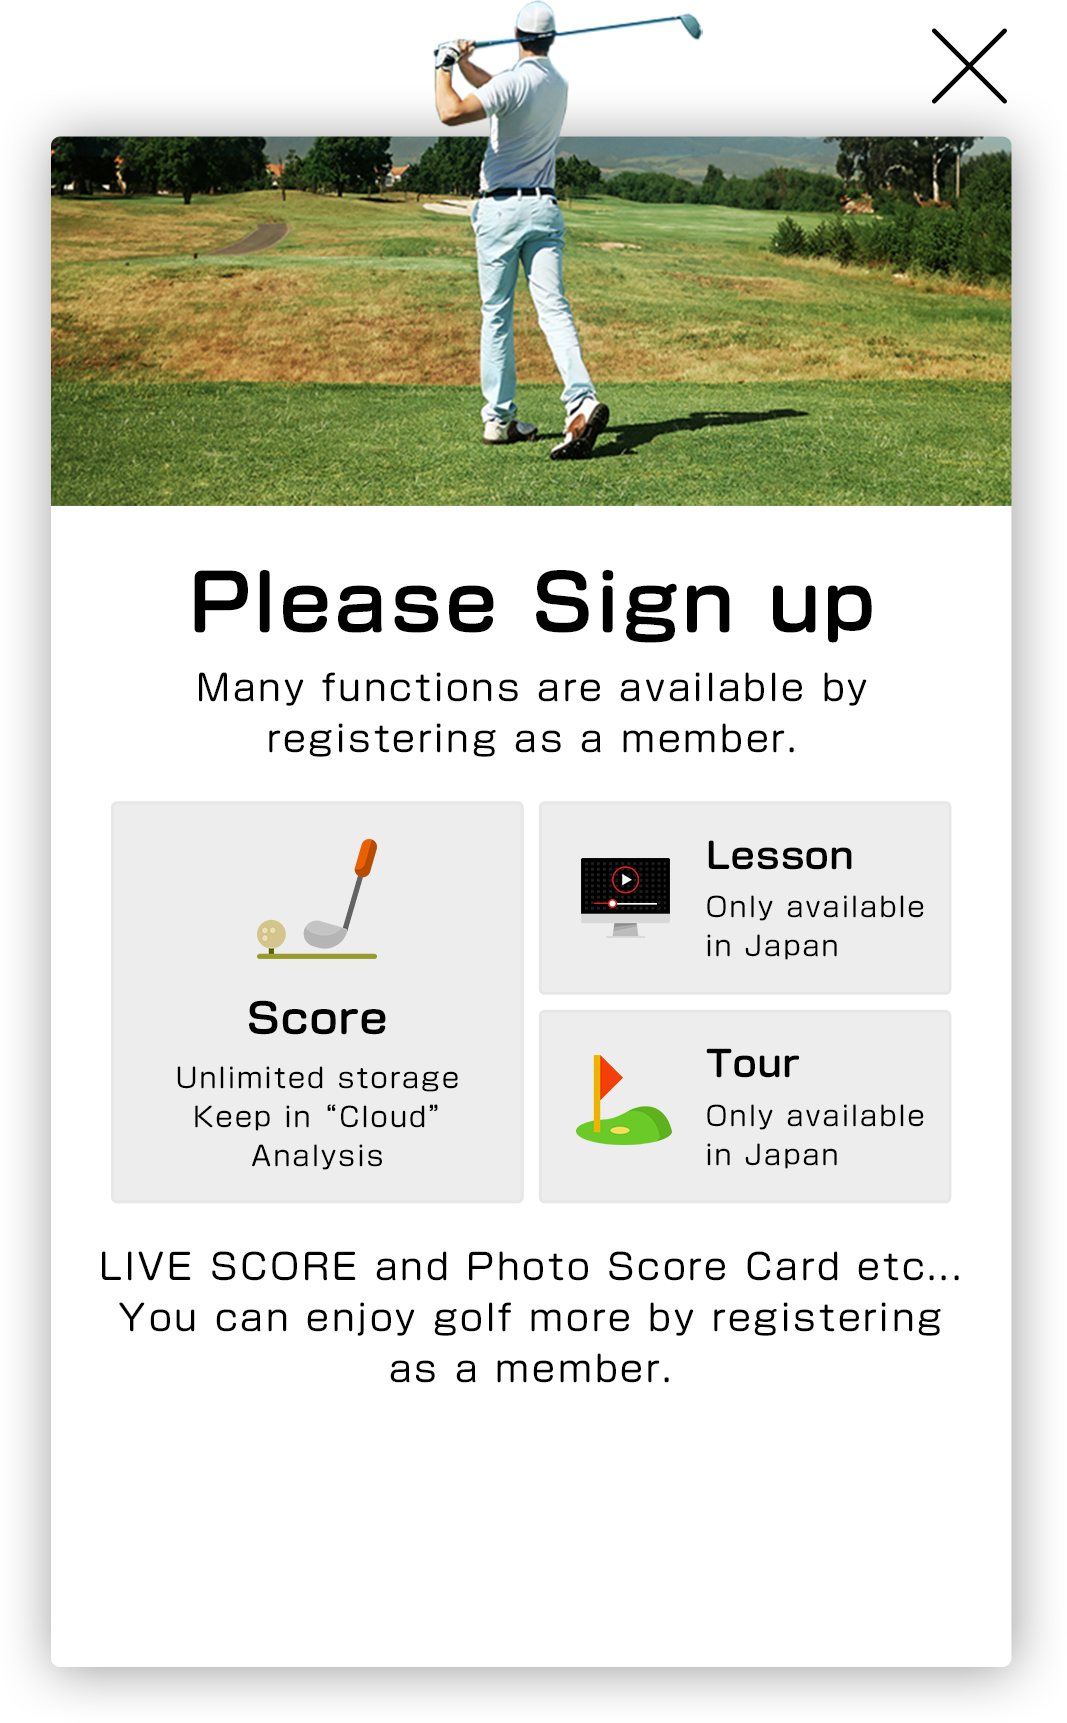 Please Sign up
Many functions are available by
registering as a member.
Score
Unlimited storage
Keep in “Cloud”
Analysis
Lesson
Only available
in Japan
Tour
Only available
in Japan
LIVE SCORE and Photo Score Card etc...
You can enjoy golf more by registering
as a member.